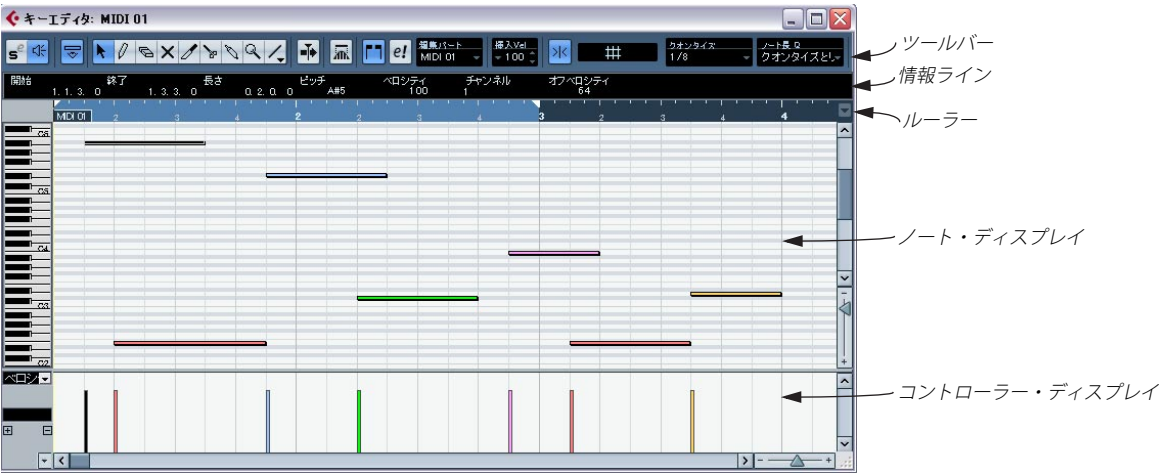 キーエディタ: MIDI 01
ツールバー
編集パート
挿入Vel
クオンタイズ
ノート長 Q
MIDI 01
100
1/8
クオンタイズとリ
情報ライン
開始
終了
長さ
ピッチ
ベロシティ
チャンネル
オフベロシティ
1. 1. 3. 0
1. 3. 3. 0
0. 2. 0. 0
A#5
100
1
64
ルーラー
MIDI 01
2
3
4
2
2
3
4
3
2
3
4
4
C6
C5
C4
C3
C2
ノート・ディスプレイ
ベロシ
コントローラー・ディスプレイ